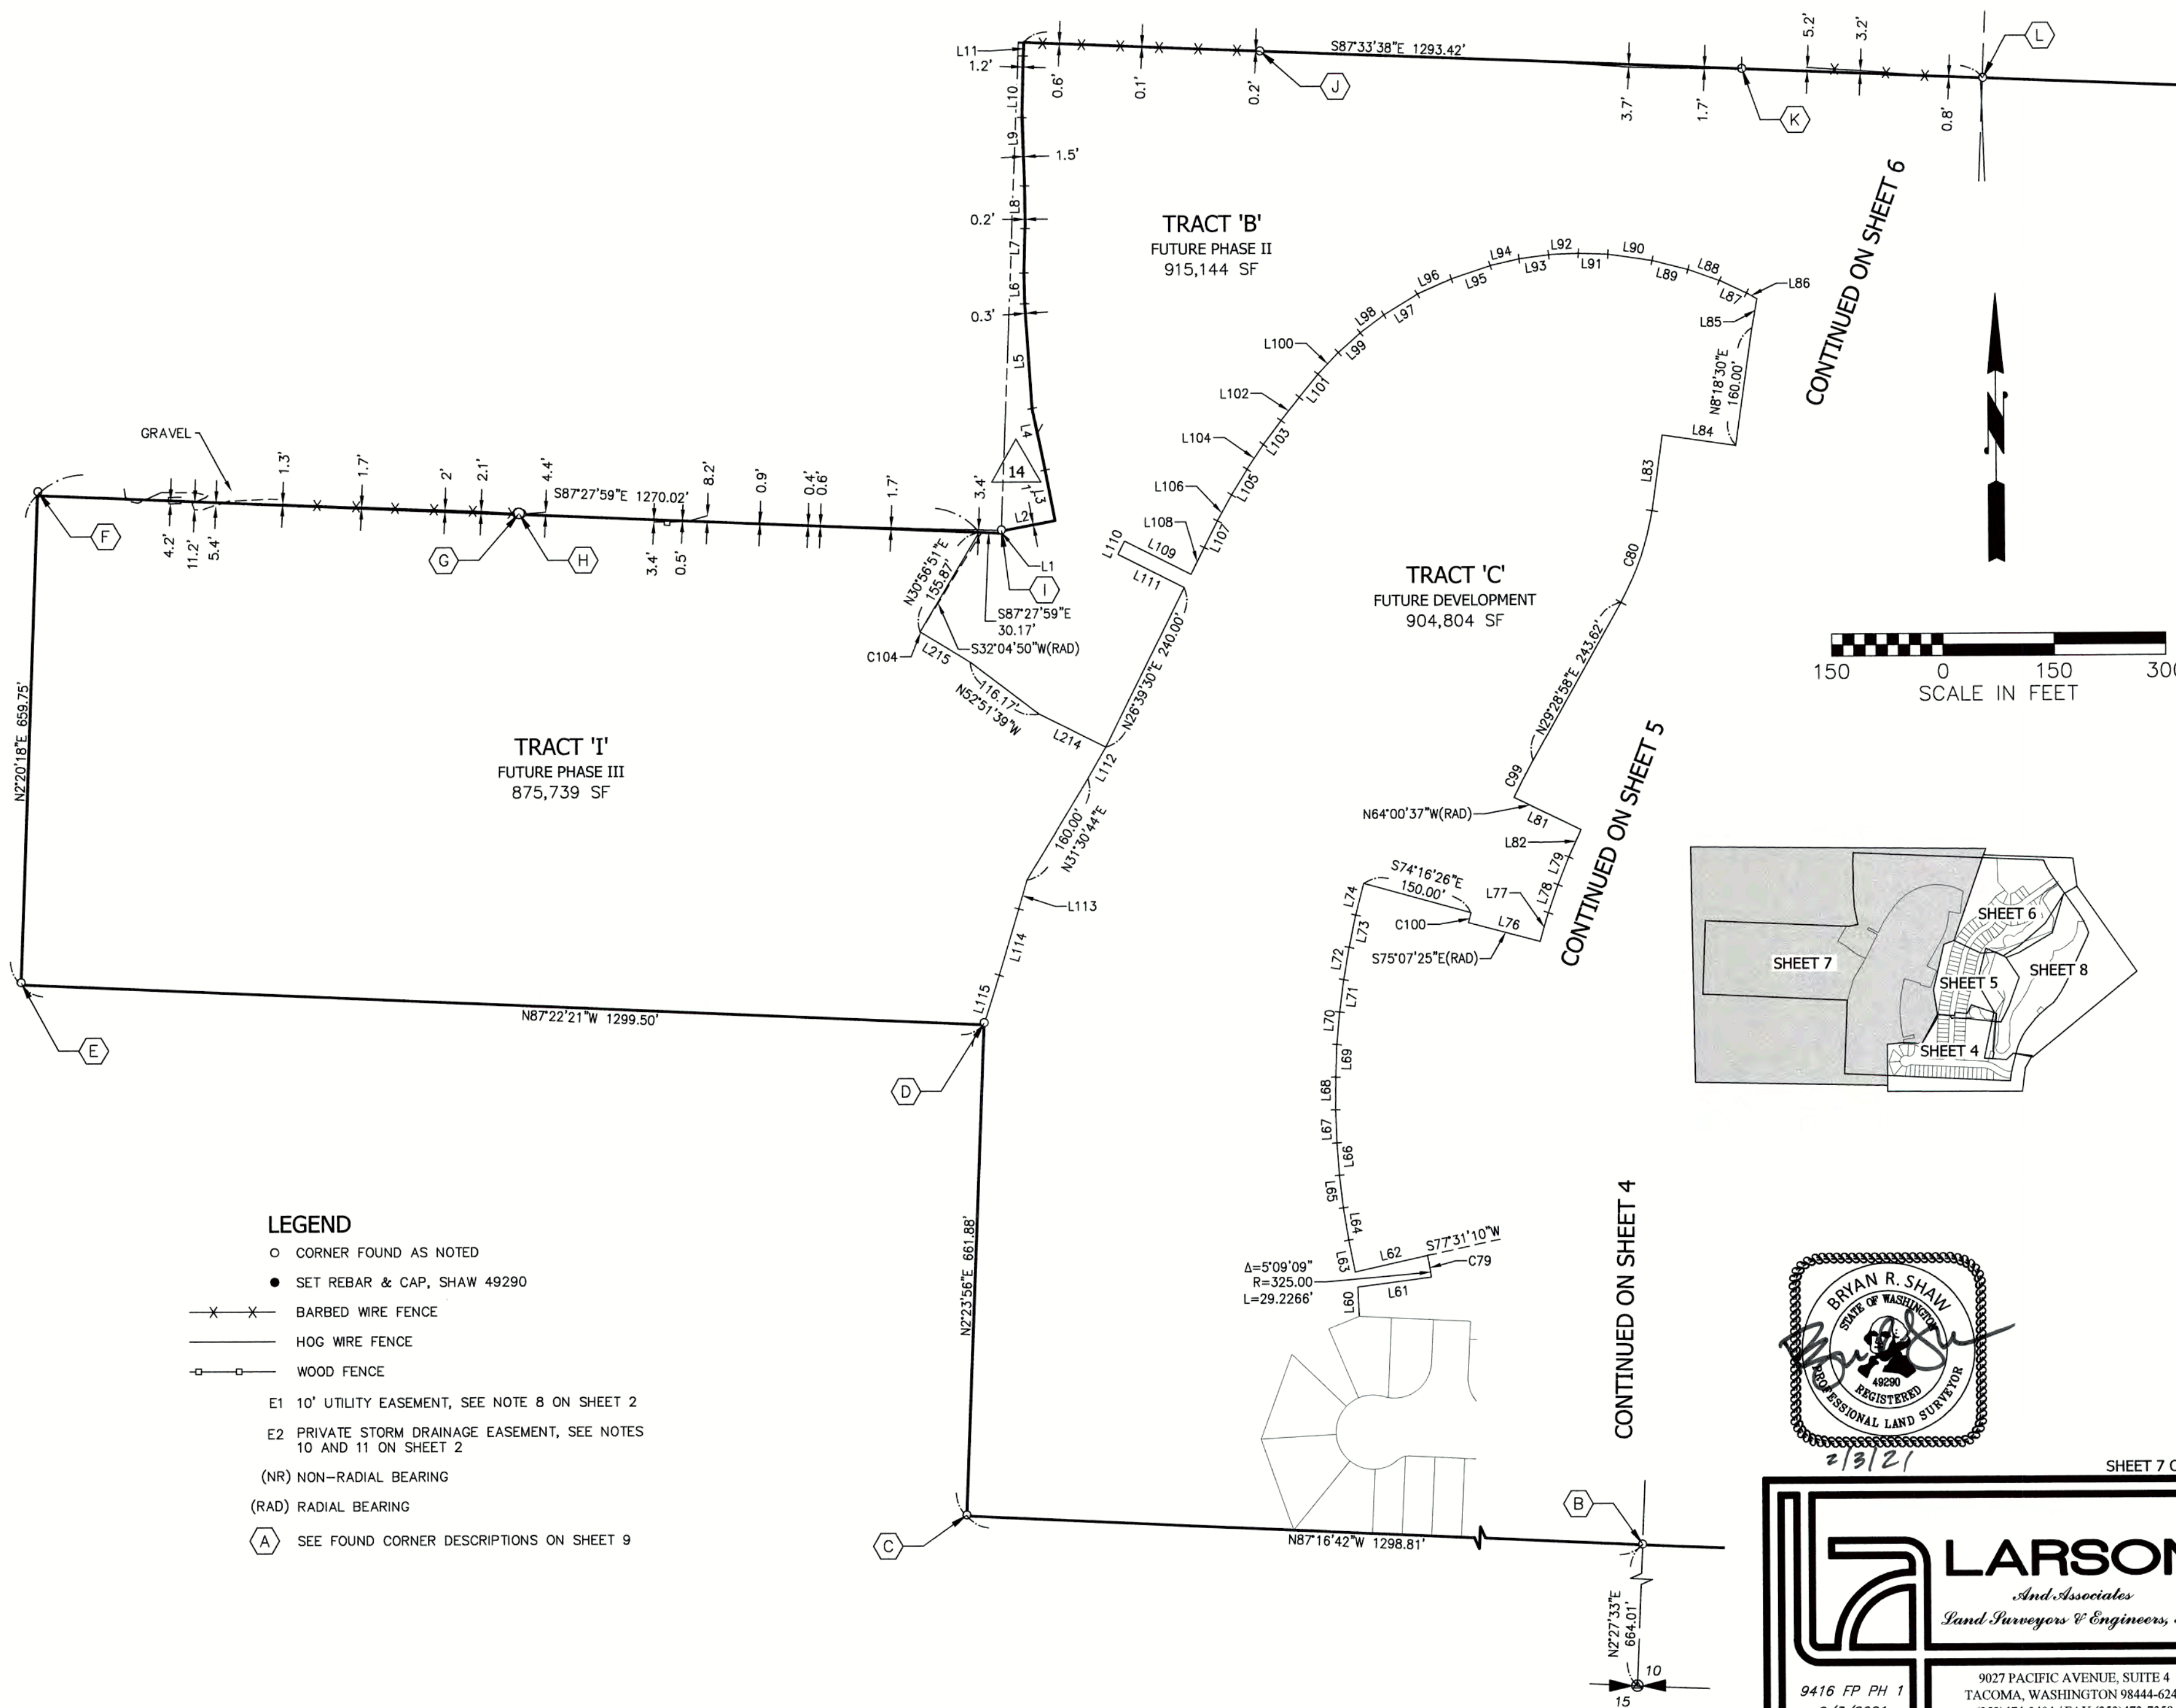 L11
1.2'
L10
L9
1.5'
L8
0.2'
L7
L6
0.3'
L5
L4
14
1
L3
L2
0.6'
0.1'
0.2'
J
S87°33'38"E 1293.42'
3.7'
1.7'
K
5.2'
3.2'
0.8'
L
CONTINUED ON SHEET 6
TRACT 'B'
FUTURE PHASE II
915,144 SF
L94
L92
L90
L93
L91
L89
L88
L87
L86
L85
L96
L95
L98
L97
L100
L99
L102
L101
L104
L103
L106
L105
L108
L107
L110
L109
L111
N8°18'30"E
160.00'
L84
L83
C80
GRAVEL
1.3'
1.7'
2'
2.1'
4.4'
S87°27'59"E 1270.02'
8.2'
0.9'
0.4'
0.6'
1.7'
3.4'
F
4.2'
11.2'
5.4'
G
H
3.4'
0.5'
L1
I
N30°56'51"E
155.87'
S87°27'59"E
30.17'
S32°04'50"W(RAD)
C104
L215
116.17'
N52°51'39"W
L214
N26°39'30"E 240.00'
TRACT 'C'
FUTURE DEVELOPMENT
904,804 SF
150 0 150
SCALE IN FEET
N29°28'58"E 243.62'
C99
N64°00'37"W(RAD)
L81
L82
L79
L78
L77
CONTINUED ON SHEET 5
TRACT 'I'
FUTURE PHASE III
875,739 SF
N2°20'18"E 659.75'
L112
160.00'
N31°30'44"E
L113
L114
L115
S74°16'26"E
150.00'
C100
L76
S75°07'25"E(RAD)
L74
L73
L72
L71
L70
L69
L68
L67
L66
L65
L64
L63
L62
S77°31'10"W
C79
Δ=5°09'09"
R=325.00
L=29.2266'
L61
L60
SHEET 6
SHEET 7
SHEET 8
SHEET 5
SHEET 4
N87°22'21"W 1299.50'
E
D
N2°23'56"E 661.88'
CONTINUED ON SHEET 4
LEGEND
CORNER FOUND AS NOTED
SET REBAR & CAP, SHAW 49290
X X BARBED WIRE FENCE
HOG WIRE FENCE
WOOD FENCE
E1 10' UTILITY EASEMENT, SEE NOTE 8 ON SHEET 2
E2 PRIVATE STORM DRAINAGE EASEMENT, SEE NOTES
10 AND 11 ON SHEET 2
(NR) NON-RADIAL BEARING
(RAD) RADIAL BEARING
A SEE FOUND CORNER DESCRIPTIONS ON SHEET 9
C
B
N87°16'42"W 1298.81'
N2°27'33"E
664.01'
10
15
BRYAN R. SHAW
STATE OF WASHINGTON
49290
REGISTERED
PROFESSIONAL LAND SURVEYOR
2/3/21
SHEET 7
LARSON
And Associates
Land Surveyors & Engineers,
9027 PACIFIC AVENUE, SUITE 4
TACOMA, WASHINGTON 98444-624
9416 FP PH 1